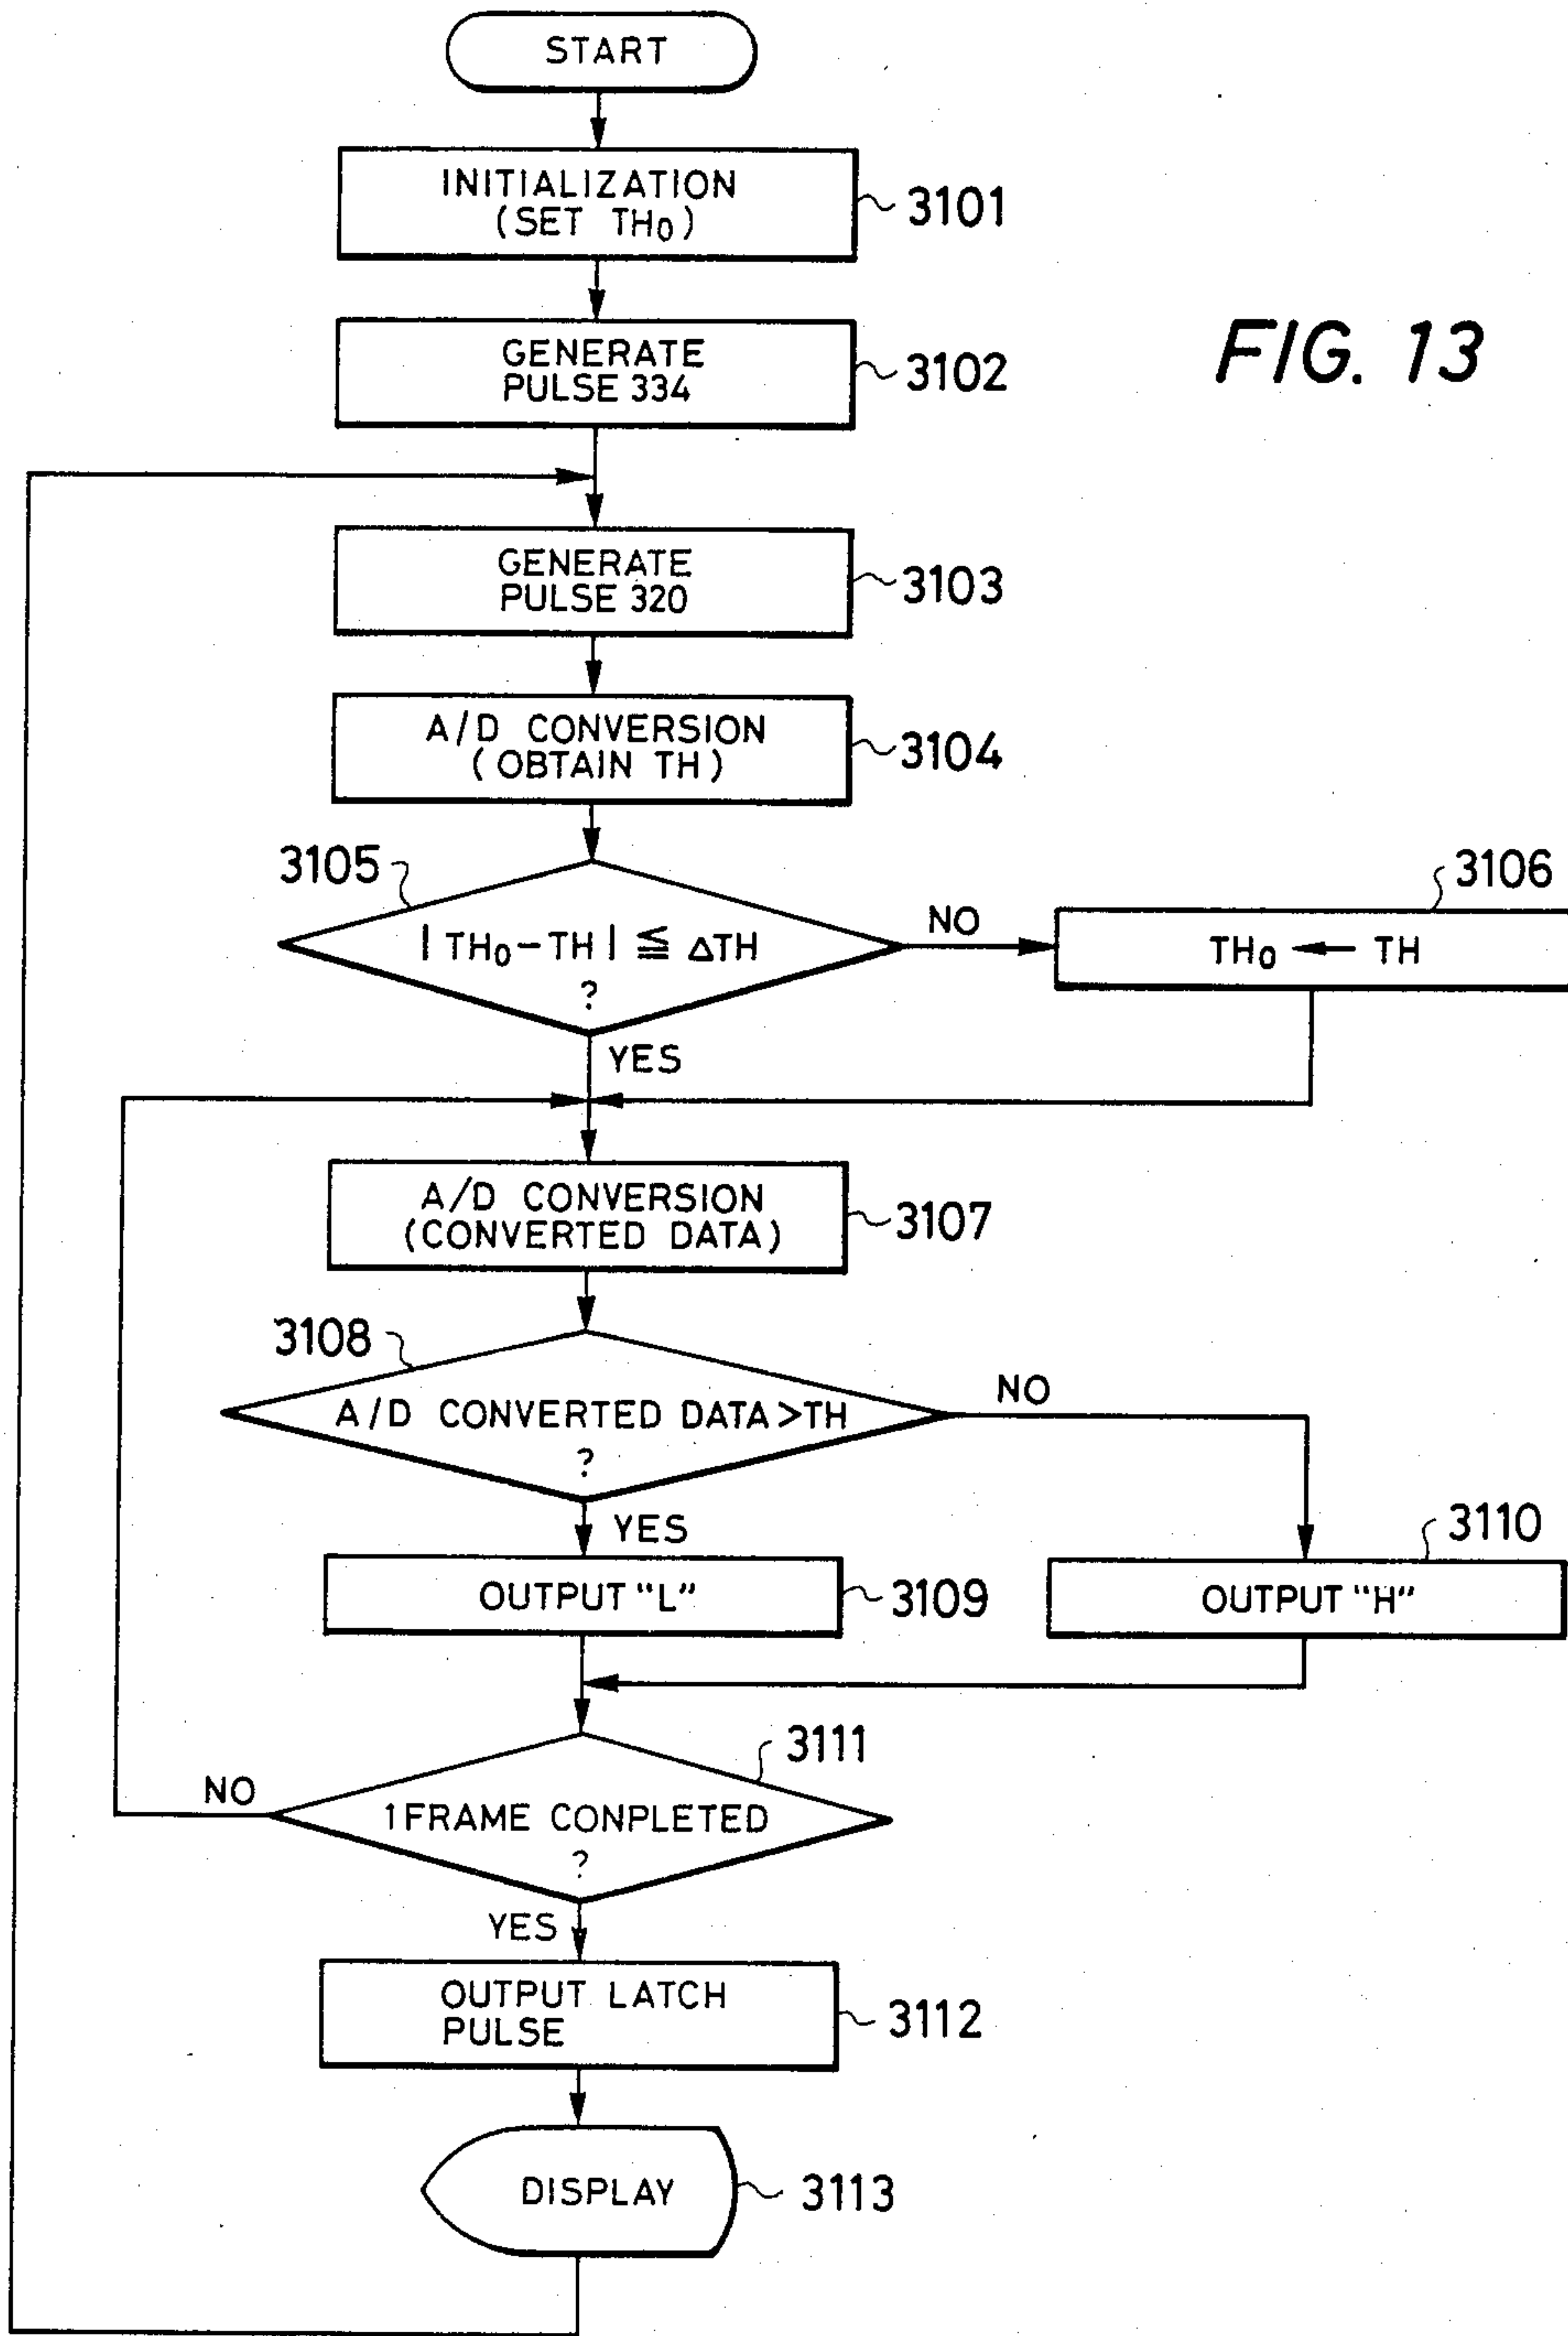 START
INITIALIZATION
(SET TH₀)
3101
FIG. 13
GENERATE
PULSE 334
3102
GENERATE
PULSE 320
3103
A/D CONVERSION
(OBTAIN TH)
3104
3105
| TH₀ − TH | ≦ ΔTH
?
NO
3106
TH₀ ← TH
YES
A/D CONVERSION
(CONVERTED DATA)
3107
3108
A/D CONVERTED DATA > TH
?
NO
YES
3110
OUTPUT "L"
3109
OUTPUT "H"
3111
NO
1 FRAME CONPLETED
?
YES
OUTPUT LATCH
PULSE
3112
DISPLAY
3113